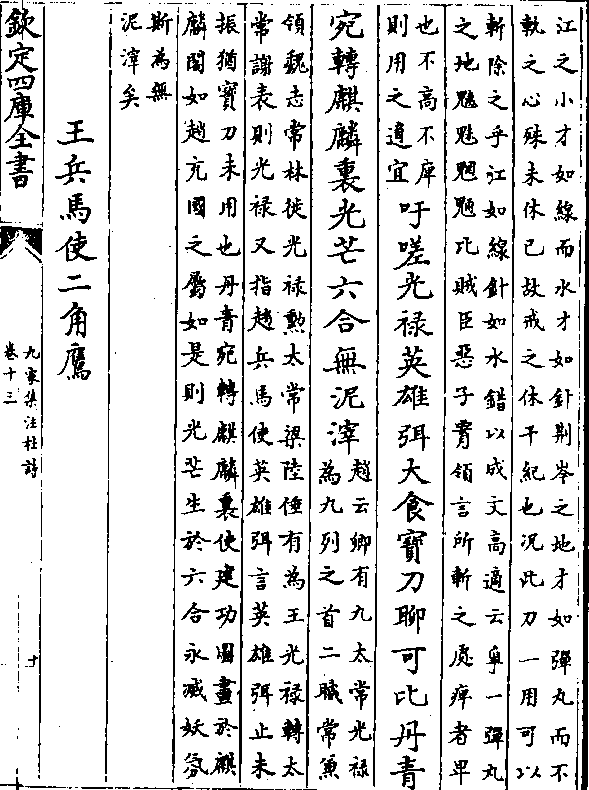 江之小才如線而水才如針荆岑之地才如彈丸而不
軌之心殊未休已故戒之休干紀也况此刀一用可以
斬除之乎江如線針如水錯以成文高適云阜一彈丸
之地魑魅魍魎比賊臣惡子賷領言所斬之處痺者卑
也不高不庳
則用之適宜吁嗟光禄英雄弭大食寳刀聊可比丹青
宛轉麒麟裏光芒六合無泥滓趙云卿有九太常光禄
為九列之首二職常兼
領魏志常林徙光禄勲太常梁陸倕有為王光禄轉太
常謝表則光禄又指趙兵馬使英雄弭言英雄弭止未
振猶寳刀未用也丹青宛轉麒麟裏使建功圖畫於麒
麟閣如趙充國之屬如是則光芒生於六合永滅妖氛
斯為無
泥滓矣
王兵馬使二角鷹
欽定四庫全書
九家集注杜詩
卷十三
十